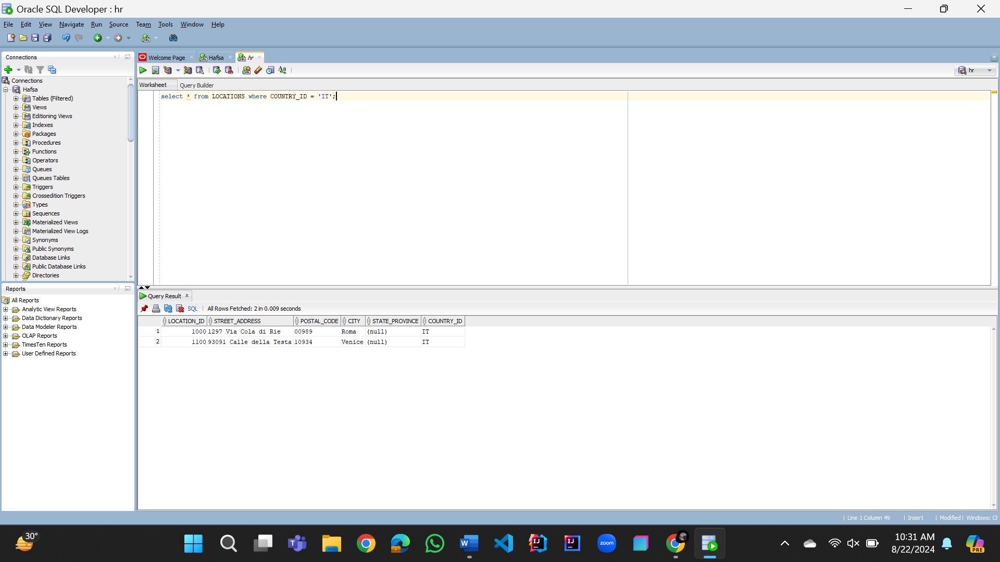 Oracle SQL Developer : hr
File Edit View Navigate Run Source Team Tools Window Help
Connections
Welcome Page
Hafsa
hr
hr
Worksheet
Query Builder
select * from LOCATIONS where COUNTRY_ID = 'IT';
Connections
Hafsa
Tables (Filtered)
Views
Editioning Views
Indexes
Packages
Procedures
Functions
Operators
Queues
Queues Tables
Triggers
Crossedition Triggers
Types
Sequences
Materialized Views
Materialized View Logs
Synonyms
Public Synonyms
Database Links
Public Database Links
Directories
Reports
All Reports
Analytic View Reports
Data Dictionary Reports
Data Modeler Reports
OLAP Reports
TimesTen Reports
User Defined Reports
Query Result
SQL | All Rows Fetched: 2 in 0.009 seconds
LOCATION_ID STREET_ADDRESS POSTAL_CODE CITY STATE_PROVINCE COUNTRY_ID
1 1000 1297 Via Cola di Rie 00989 Roma (null) IT
2 1100 93091 Calle della Testa 10934 Venice (null) IT
| Line 1 Column 49 | Insert | Modified | Windows: CF
30°
zoom
PRE
10:31 AM
8/22/2024